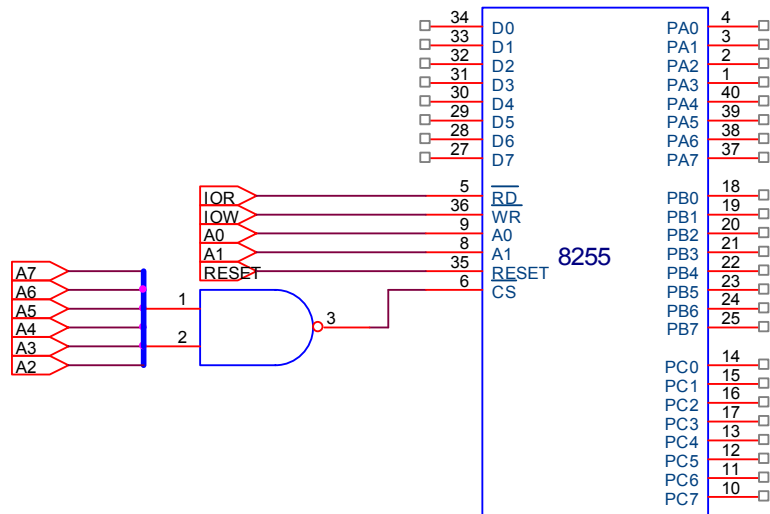 34 D0 PA0 4
33 D1 PA1 3
32 D2 PA2 2
31 D3 PA3 1
30 D4 PA4 40
29 D5 PA5 39
28 D6 PA6 38
27 D7 PA7 37
IOR 5 RD PB0 18
IOW 36 WR PB1 19
A0 9 A0 PB2 20
A1 8 A1 PB3 21
RESET 35 RESET PB4 22
6 CS PB5 23
PB6 24
PB7 25
8255
A7
A6
A5
A4
A3
A2
1
2
3
PC0 14
PC1 15
PC2 16
PC3 17
PC4 13
PC5 12
PC6 11
PC7 10